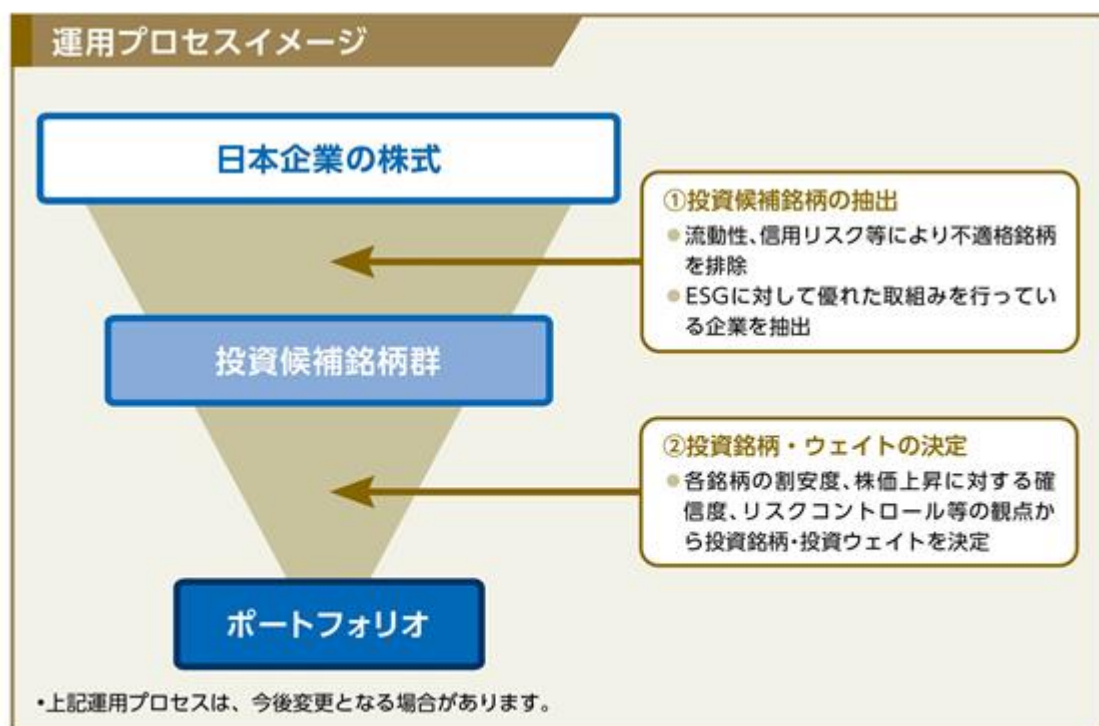 運用プロセスイメージ
日本企業の株式
①投資候補銘柄の抽出
●流動性、信用リスク等により不適格銘柄
を排除
●ESGに対して優れた取組みを行ってい
る企業を抽出
投資候補銘柄群
②投資銘柄・ウェイトの決定
●各銘柄の割安度、株価上昇に対する確
信度、リスクコントロール等の観点か
ら投資銘柄・投資ウェイトを決定
ポートフォリオ
•上記運用プロセスは、今後変更となる場合があります。